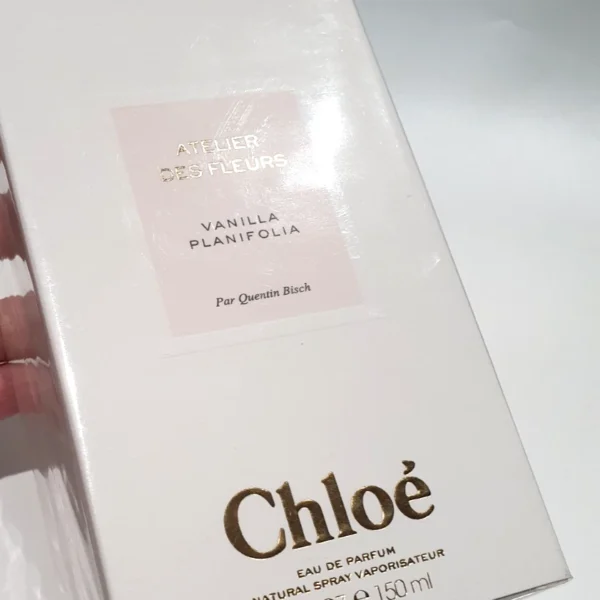 ATELIER
DES FLEURS
VANILLA
PLANIFOLIA
Par Quentin Bisch
Chloé
EAU DE PARFUM
NATURAL SPRAY VAPORISATEUR
℮ 150 ml